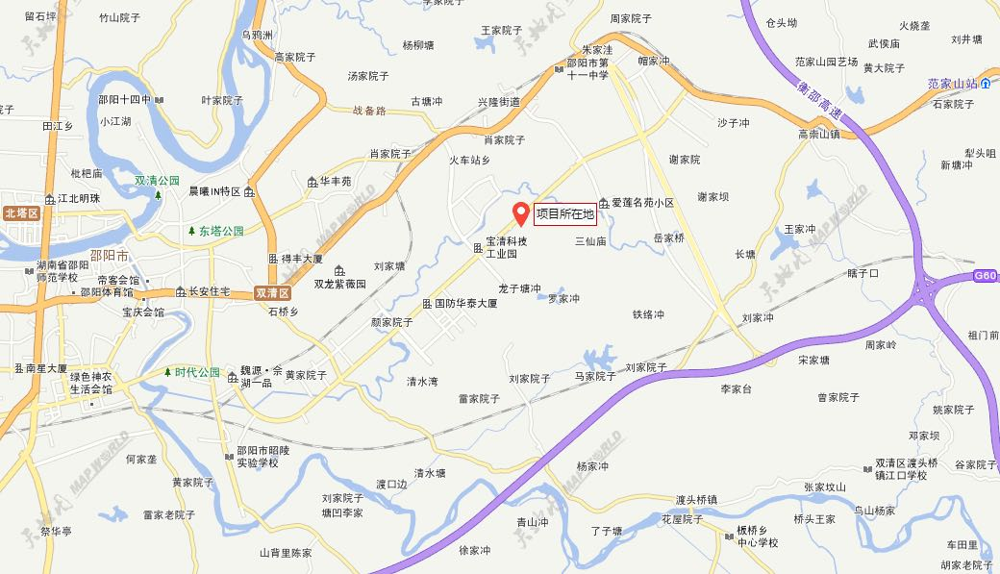 李家院子
留石坪
竹山院子
乌鸦洲
高家院子
杨柳塘
王家院子
周家院子
朱家洼
邵阳市第
十一中学
帽家冲
仓头坳
火烧垄
武侯庙
刘井塘
范家山园艺场
黄大院子
范家山站
石家院子
衡邵高速
汤家院子
邵阳十四中
叶家院子
古塘冲
兴隆街道
战备路
小江湖
田江乡
沙子冲
高崇山镇
肖家院子
肖家院子
火车站乡
谢家院
犁头咀
新塘冲
枇杷庙
双清公园
晨曦IN特区
华丰苑
江北明珠
北塔区
东塔公园
项目所在地
爱莲名苑小区
谢家坝
MAP WORLD
王家冲
三仙庙
岳家桥
宝清科技
工业园
长塘
邵阳市
得丰大厦
湖南省邵阳
师范学校
刘家塘
双龙紫薇园
帝客会馆
邵阳体育馆
长安住宅
双清区
瞎子口
G60
龙子塘冲
罗家冲
宝庆会馆
石桥乡
国防华泰大厦
铁络冲
刘家冲
颜家院子
祖门前
周家岭
南星大厦
绿色神农
生活会馆
时代公园
魏源·余
湖一品
黄家院子
清水湾
刘家院子
马家院子
刘家院子
宋家塘
雷家院子
李家台
曾家院子
姚家院子
邓家坝
MAP WORLD
MAP WORLD
何家垄
邵阳市昭陵
实验学校
黄家院子
清水塘
渡口边
杨家冲
双清区渡头桥
镇江口学校
谷家院子
张家坟山
刘家院子
塘凹李家
渡头桥镇
花屋院子
鸟山杨家
桥头王家
雷家老院子
祭华亭
青山冲
了子塘
板桥乡
中心学校
山背里陈家
徐家冲
车田里
胡家老院子